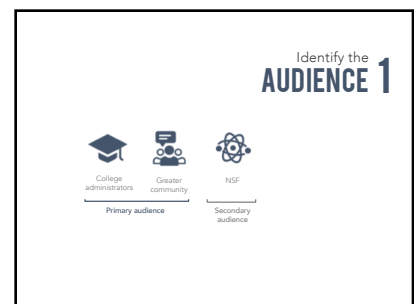 Identify the
AUDIENCE 1
College
administrators
Greater
community
NSF
Primary audience
Secondary
audience